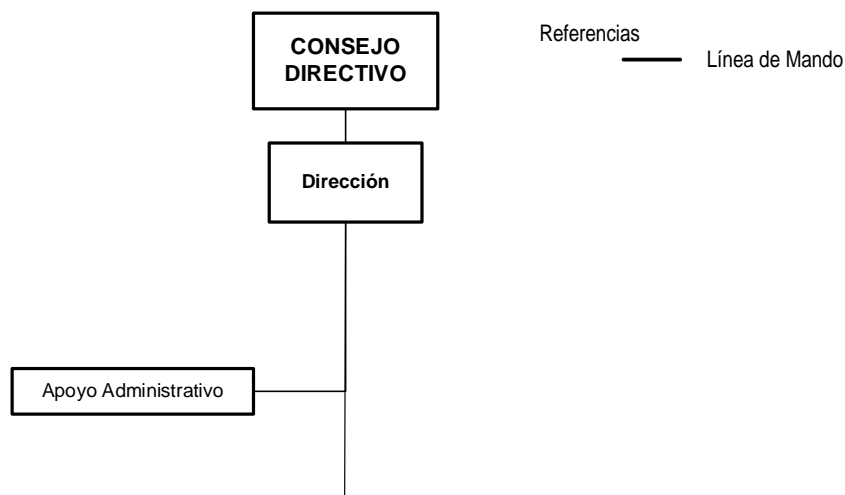 CONSEJO
DIRECTIVO
Referencias
Línea de Mando
Dirección
Apoyo Administrativo